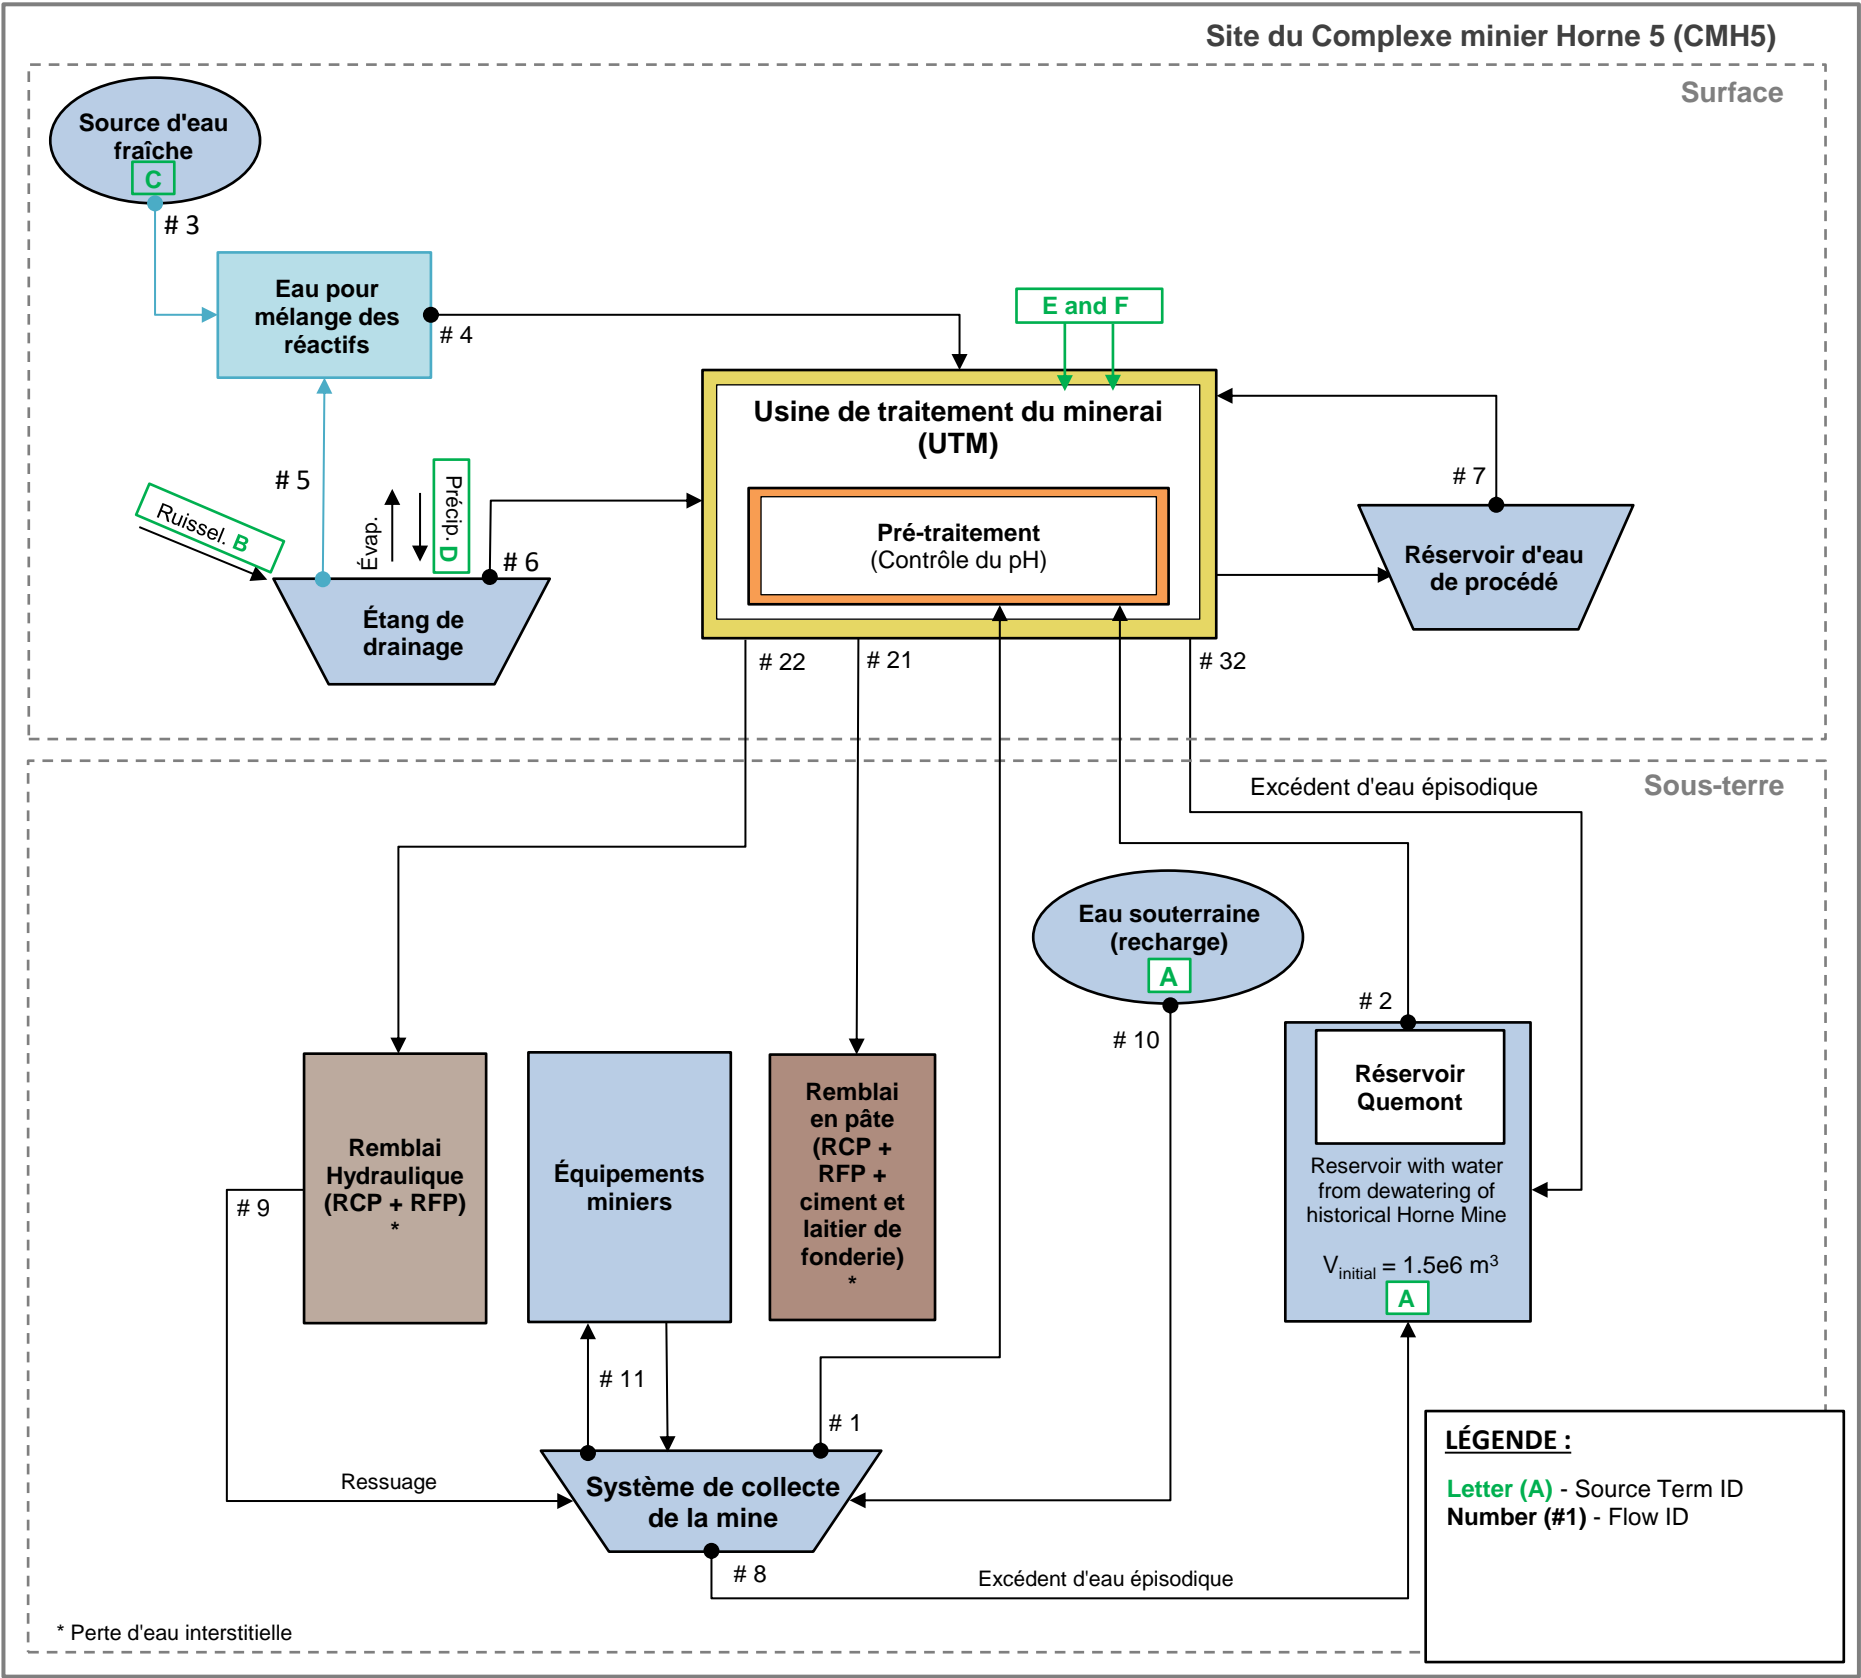 Site du Complexe minier Horne 5 (CMH5)
Surface
Source d'eau
fraîche
C
# 3
Eau pour
mélange des
réactifs
# 4
E and F
Usine de traitement du minerai
(UTM)
Pré-traitement
(Contrôle du pH)
# 5
Ruissel. B
Évap.
Précip. D
# 6
Étang de
drainage
# 7
Réservoir d'eau
de procédé
# 22
# 21
# 32
Sous-terre
Excédent d'eau épisodique
Eau souterraine
(recharge)
A
# 10
# 2
Réservoir
Quemont
Reservoir with water
from dewatering of
historical Horne Mine
Vinitial = 1.5e6 m³
A
Remblai
Hydraulique
(RCP + RFP)
*
Équipements
miniers
Remblai
en pâte
(RCP +
RFP +
ciment et
laitier de
fonderie)
*
# 9
# 11
# 1
Ressuage
Système de collecte
de la mine
# 8
Excédent d'eau épisodique
* Perte d'eau interstitielle
LÉGENDE :
Letter (A) - Source Term ID
Number (#1) - Flow ID